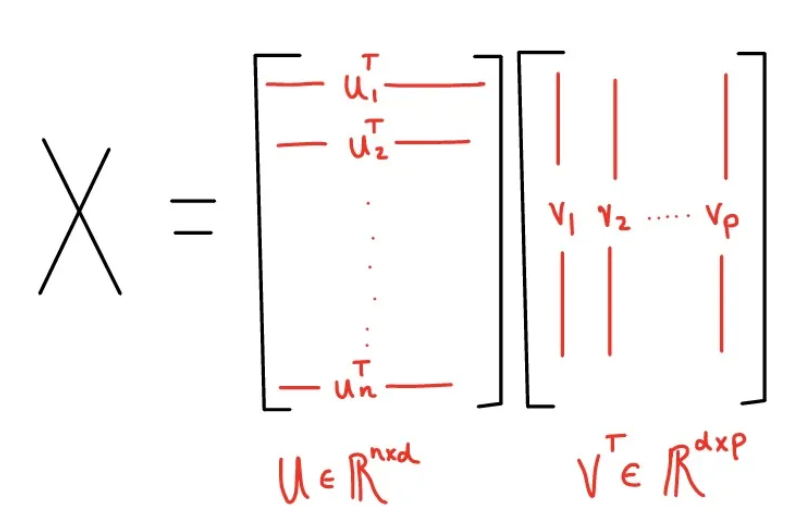 X = [ u₁ᵀ
u₂ᵀ
⋮
uₙᵀ ] [ v₁ v₂ ..... vₚ ]
U ∈ ℝⁿˣᵈ Vᵀ ∈ ℝᵈˣᵖ